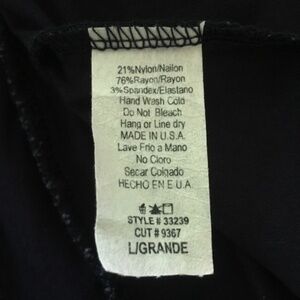 21%Nylon/Nailon
76%Rayon/Rayon
3%Spandex/Elastano
Hand Wash Cold
Do Not Bleach
Hang or Line dry
MADE IN U.S.A.
Lave Frio a Mano
No Cloro
Secar Colgado
HECHO EN E.U.A.
STYLE # 33239
CUT # 9367
L/GRANDE